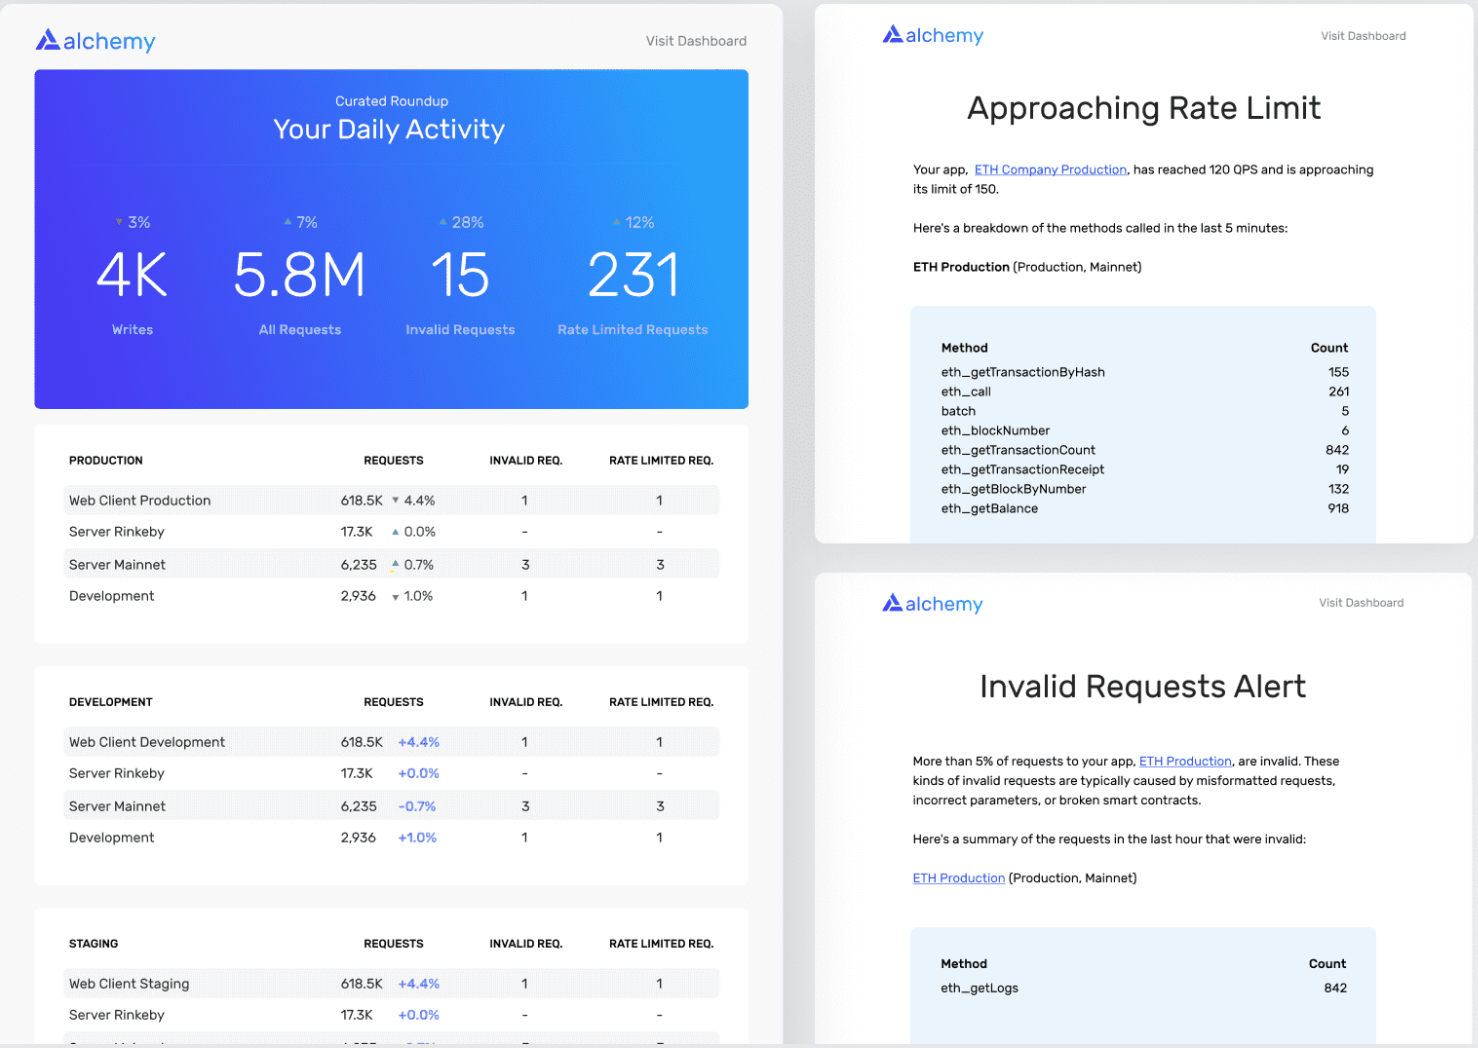 alchemy
Visit Dashboard
Curated Roundup
Your Daily Activity
3% 7% 28% 12%
4K 5.8M 15 231
Writes All Requests Invalid Requests Rate Limited Requests
PRODUCTION REQUESTS INVALID REQ. RATE LIMITED REQ.
Web Client Production 618.5K ▼ 4.4% 1 1
Server Rinkeby 17.3K ▲ 0.0% - -
Server Mainnet 6,235 ▲ 0.7% 3 3
Development 2,936 ▼ 1.0% 1 1
DEVELOPMENT REQUESTS INVALID REQ. RATE LIMITED REQ.
Web Client Development 618.5K +4.4% 1 1
Server Rinkeby 17.3K +0.0% - -
Server Mainnet 6,235 -0.7% 3 3
Development 2,936 +1.0% 1 1
STAGING REQUESTS INVALID REQ. RATE LIMITED REQ.
Web Client Staging 618.5K +4.4% 1 1
Server Rinkeby 17.3K +0.0% - -
alchemy
Visit Dashboard
Approaching Rate Limit
Your app, ETH Company Production, has reached 120 QPS and is approaching
its limit of 150.
Here's a breakdown of the methods called in the last 5 minutes:
ETH Production (Production, Mainnet)
Method Count
eth_getTransactionByHash 155
eth_call 261
batch 5
eth_blockNumber 6
eth_getTransactionCount 842
eth_getTransactionReceipt 19
eth_getBlockByNumber 132
eth_getBalance 918
alchemy
Visit Dashboard
Invalid Requests Alert
More than 5% of requests to your app, ETH Production, are invalid. These
kinds of invalid requests are typically caused by misformatted requests,
incorrect parameters, or broken smart contracts.
Here's a summary of the requests in the last hour that were invalid:
ETH Production (Production, Mainnet)
Method Count
eth_getLogs 842